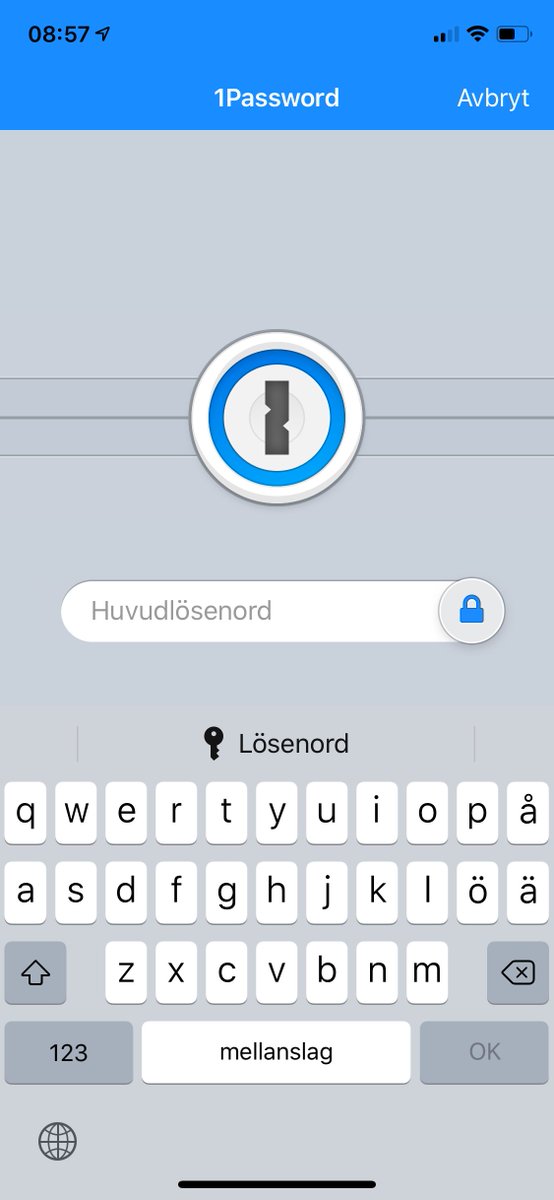 08:57
1Password Avbryt
Huvudlösenord
Lösenord
q w e r t y u i o p å
a s d f g h j k l ö ä
z x c v b n m
123 mellanslag OK